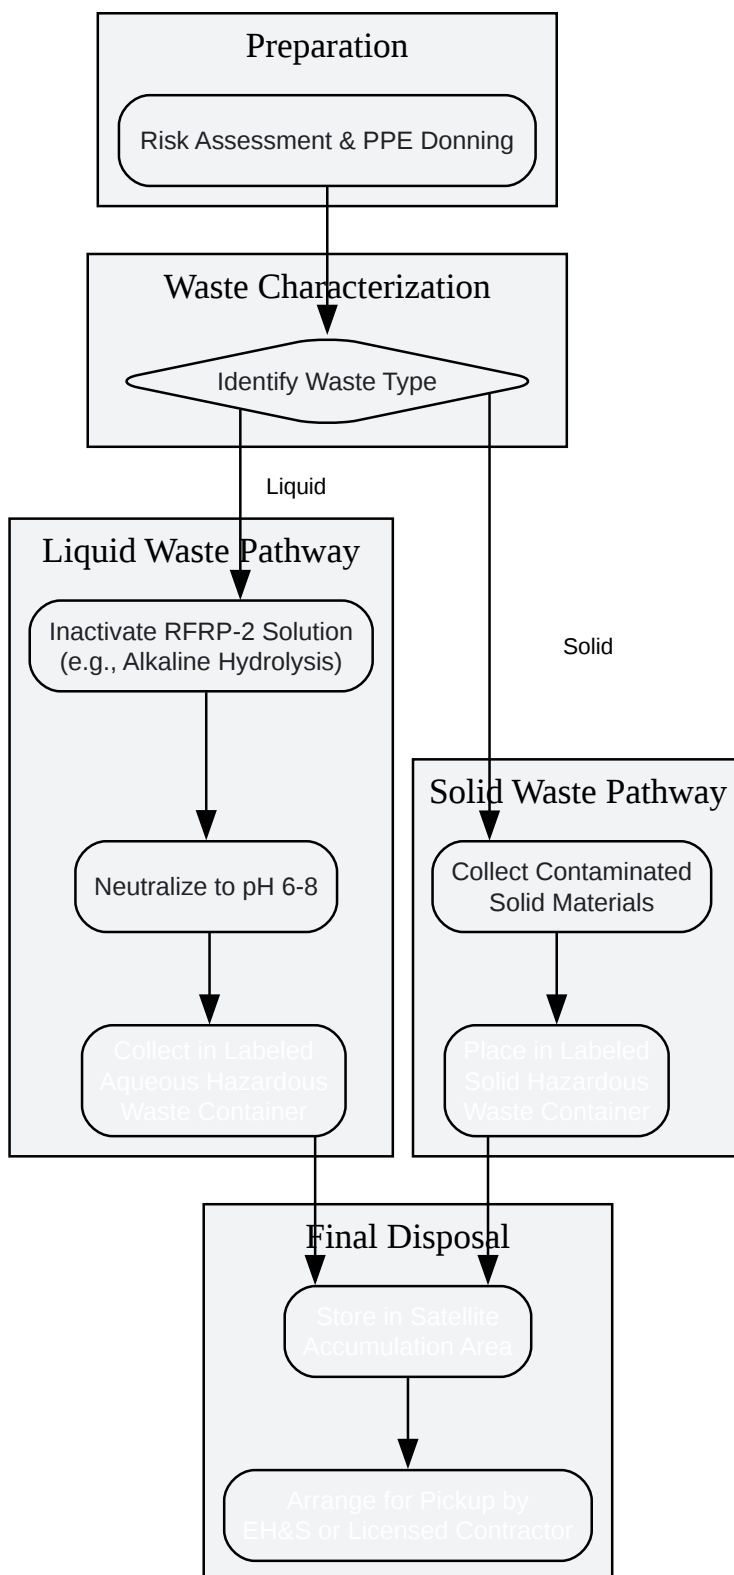 Preparation
Risk Assessment & PPE Donning
Waste Characterization
Identify Waste Type
Liquid
Solid
Liquid Waste Pathway
Inactivate RFRP-2 Solution
(e.g., Alkaline Hydrolysis)
Neutralize to pH 6-8
Collect in Labeled
Aqueous Hazardous
Waste Container
Solid Waste Pathway
Collect Contaminated
Solid Materials
Place in Labeled
Solid Hazardous
Waste Container
Final Disposal
Store in Satellite
Accumulation Area
Arrange for Pickup by
EH&S or Licensed Contractor